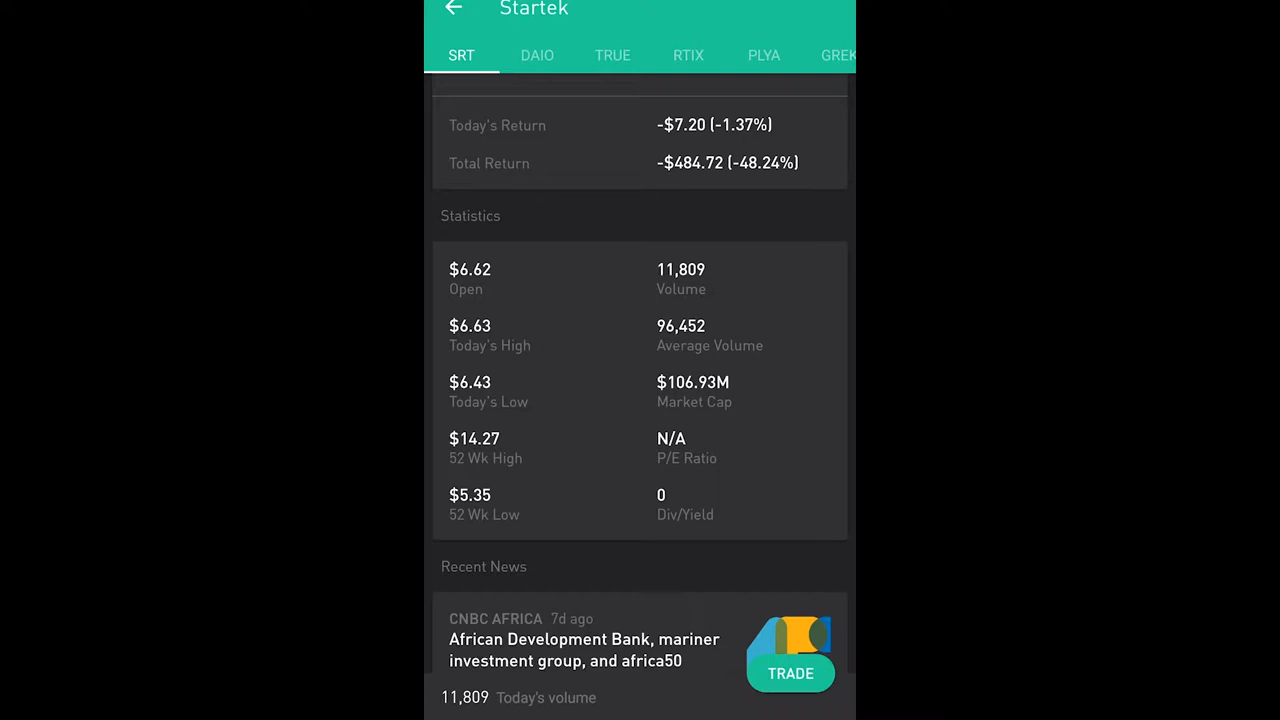 Startek
SRT DAIO TRUE RTIX PLYA GREK
Today's Return -$7.20 (-1.37%)
Total Return -$484.72 (-48.24%)
Statistics
$6.62 11,809
Open Volume
$6.63 96,452
Today's High Average Volume
$6.43 $106.93M
Today's Low Market Cap
$14.27 N/A
52 Wk High P/E Ratio
$5.35 0
52 Wk Low Div/Yield
Recent News
CNBC AFRICA 7d ago
African Development Bank, mariner
investment group, and africa50
TRADE
11,809 Today's volume